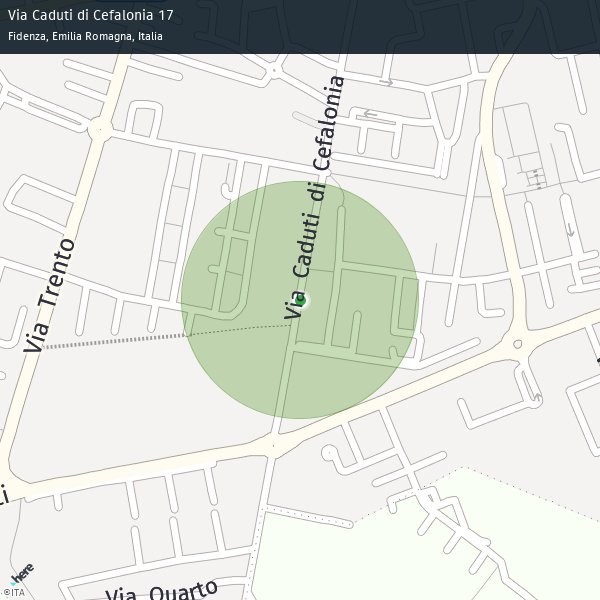 Via Caduti di Cefalonia 17
Fidenza, Emilia Romagna, Italia
Via Caduti di Cefalonia
Via Trento
Via Quarto
here
©ITA